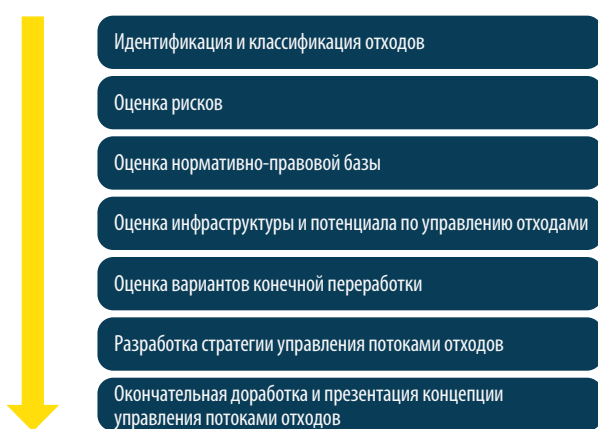 Идентификация и классификация отходов
Оценка рисков
Оценка нормативно-правовой базы
Оценка инфраструктуры и потенциала по управлению отходами
Оценка вариантов конечной переработки
Разработка стратегии управления потоками отходов
Окончательная доработка и презентация концепции
управления потоками отходов